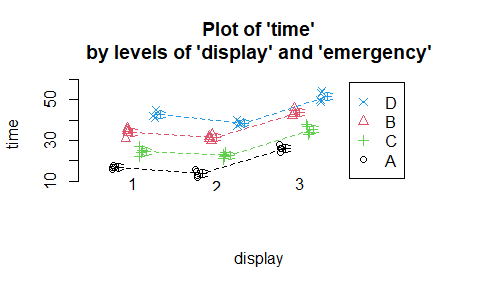 Plot of 'time'
by levels of 'display' and 'emergency'
time
50
30
10
1
2
3
display
D
B
C
A